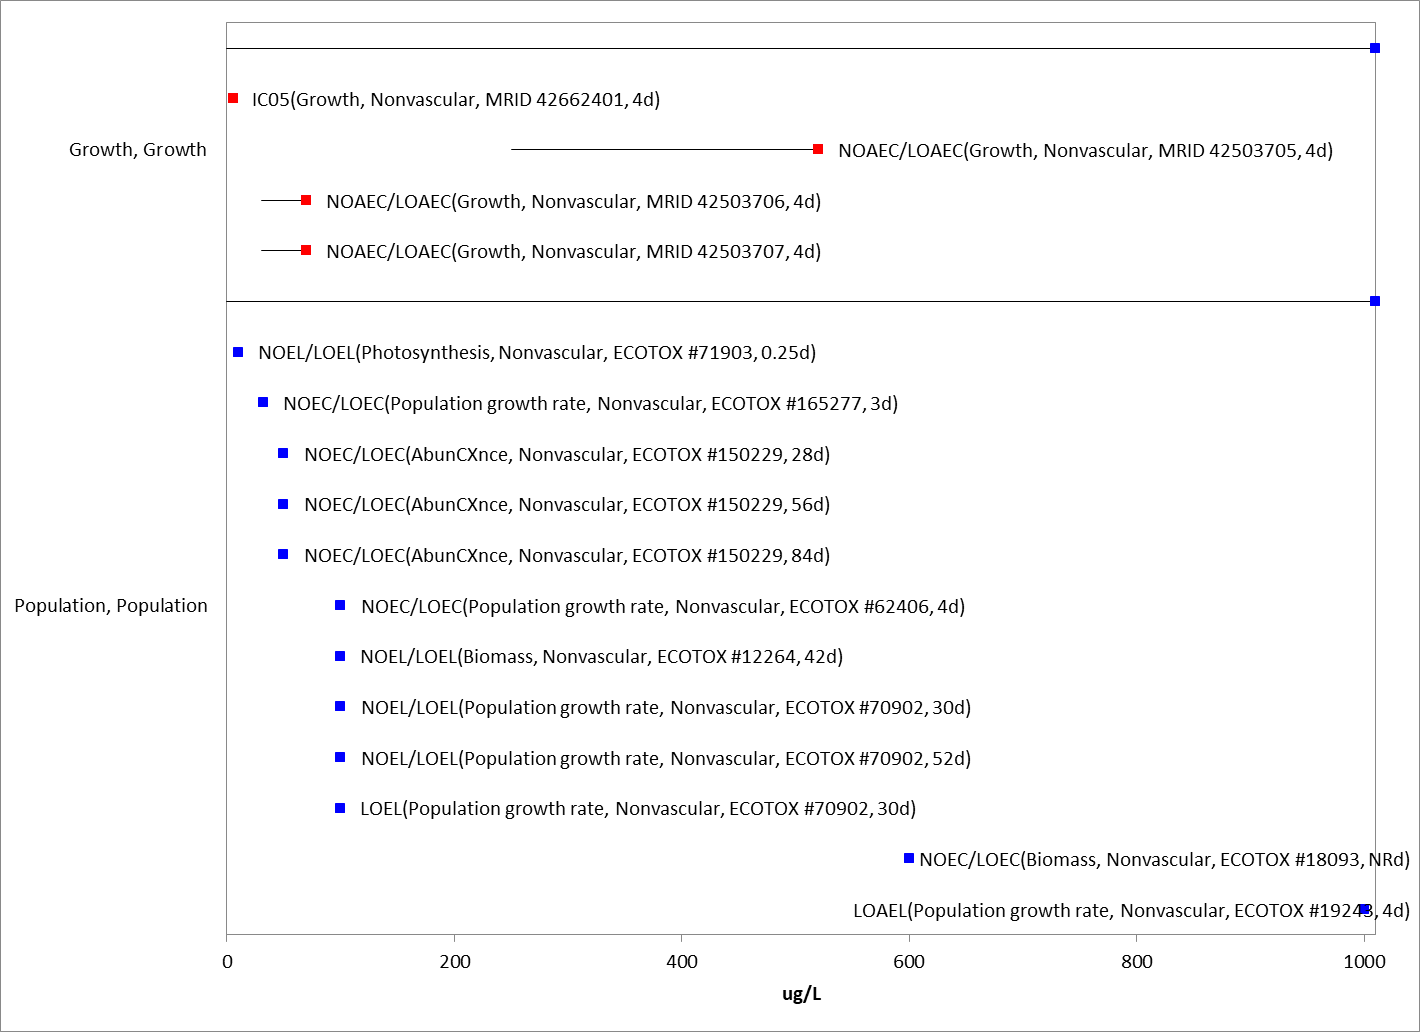 IC05(Growth, Nonvascular, MRID 42662401, 4d)
Growth, Growth
NOAEC/LOAEC(Growth, Nonvascular, MRID 42503705, 4d)
NOAEC/LOAEC(Growth, Nonvascular, MRID 42503706, 4d)
NOAEC/LOAEC(Growth, Nonvascular, MRID 42503707, 4d)
NOEL/LOEL(Photosynthesis, Nonvascular, ECOTOX #71903, 0.25d)
NOEC/LOEC(Population growth rate, Nonvascular, ECOTOX #165277, 3d)
NOEC/LOEC(AbunCXnce, Nonvascular, ECOTOX #150229, 28d)
NOEC/LOEC(AbunCXnce, Nonvascular, ECOTOX #150229, 56d)
NOEC/LOEC(AbunCXnce, Nonvascular, ECOTOX #150229, 84d)
Population, Population
NOEC/LOEC(Population growth rate, Nonvascular, ECOTOX #62406, 4d)
NOEL/LOEL(Biomass, Nonvascular, ECOTOX #12264, 42d)
NOEL/LOEL(Population growth rate, Nonvascular, ECOTOX #70902, 30d)
NOEL/LOEL(Population growth rate, Nonvascular, ECOTOX #70902, 52d)
LOEL(Population growth rate, Nonvascular, ECOTOX #70902, 30d)
NOEC/LOEC(Biomass, Nonvascular, ECOTOX #18093, NRd)
LOAEL(Population growth rate, Nonvascular, ECOTOX #19243, 4d)
0 200 400 600 800 1000
ug/L